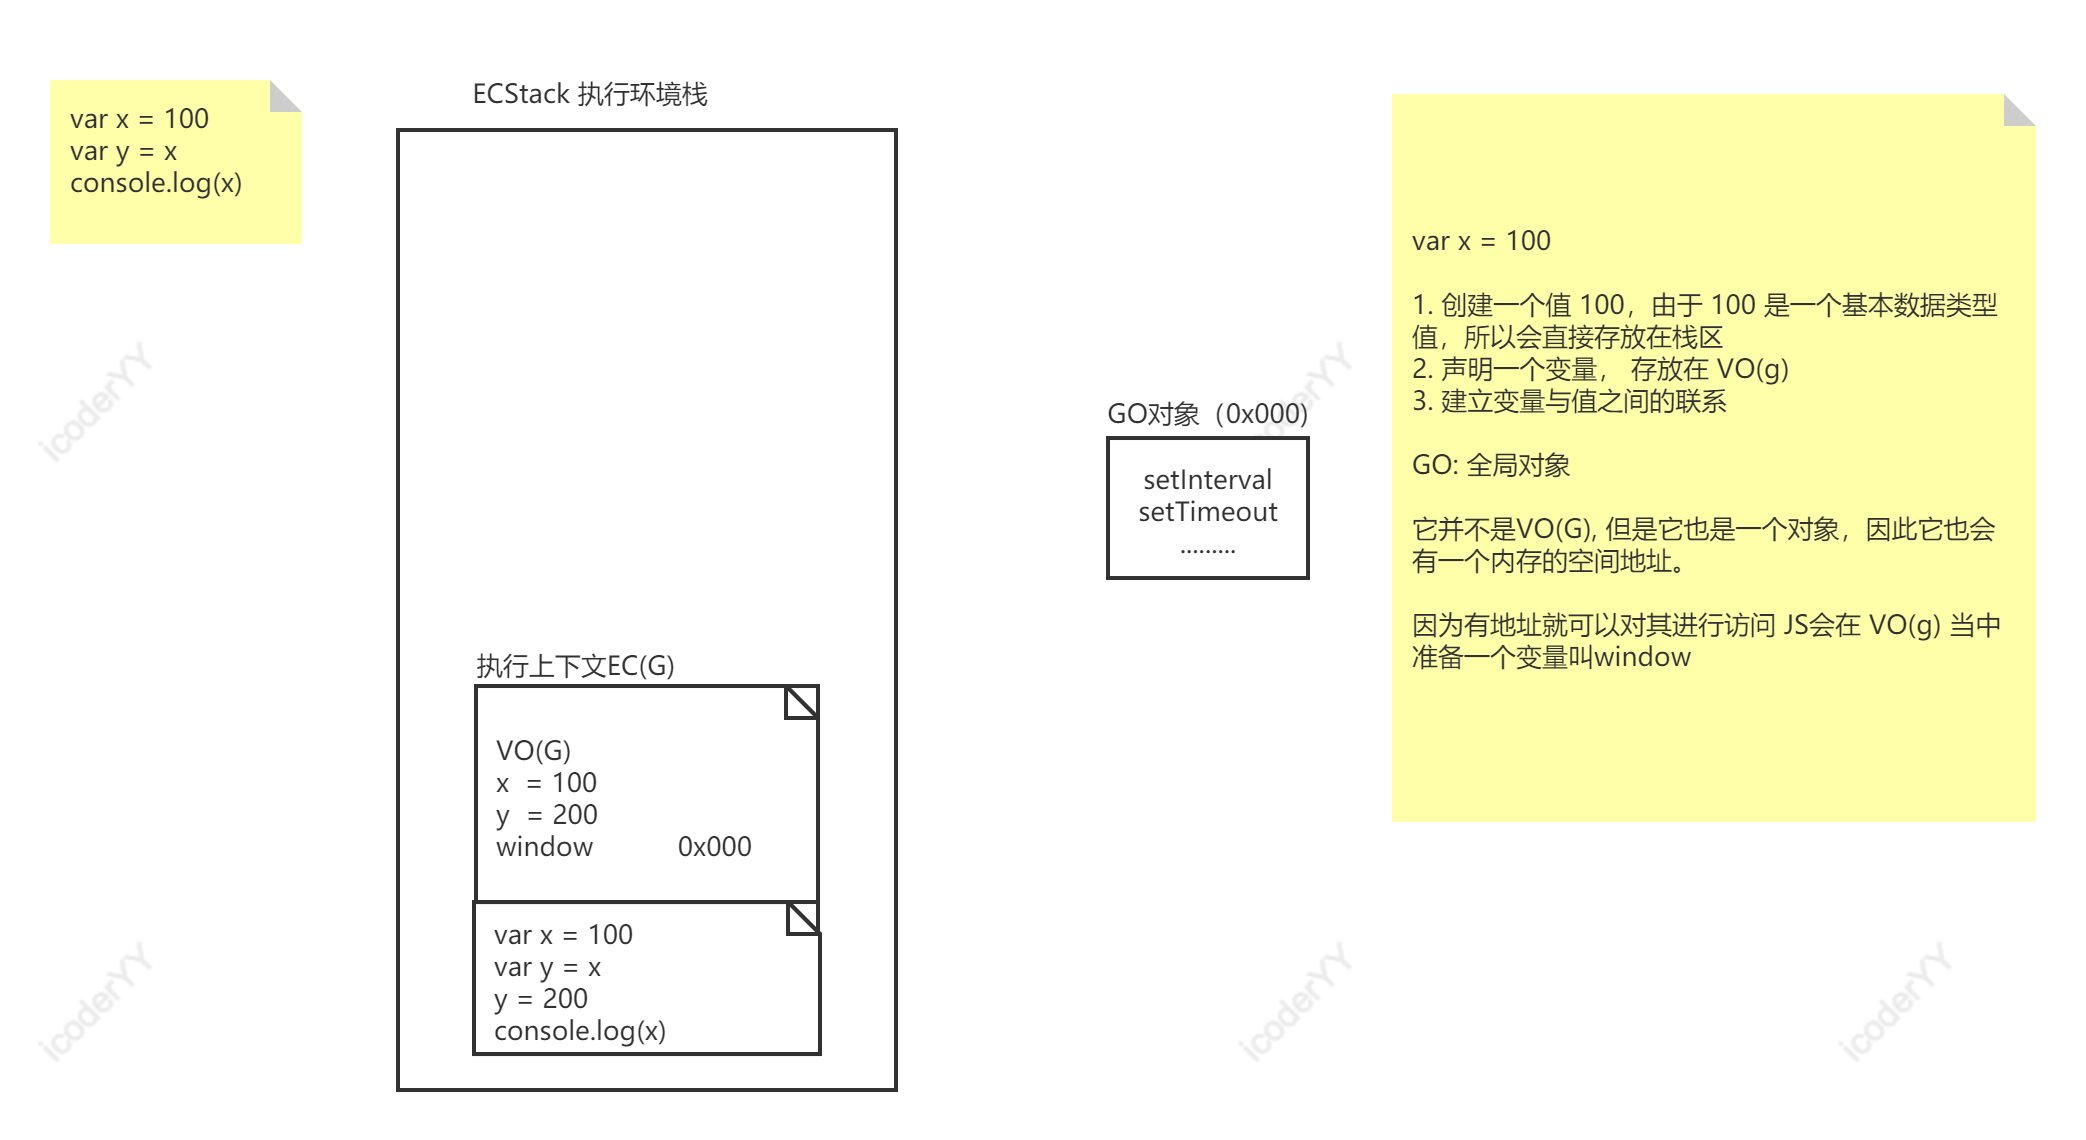 var x = 100
var y = x
console.log(x)
ECStack 执行环境栈
执行上下文EC(G)
VO(G)
x  = 100
y  = 200
window 0x000
var x = 100
var y = x
y = 200
console.log(x)
GO对象（0x000)
setInterval
setTimeout
.........
var x = 100
1. 创建一个值 100，由于 100 是一个基本数据类型
值，所以会直接存放在栈区
2. 声明一个变量， 存放在 VO(g)
3. 建立变量与值之间的联系
GO: 全局对象
它并不是VO(G), 但是它也是一个对象，因此它也会
有一个内存的空间地址。
因为有地址就可以对其进行访问 JS会在 VO(g) 当中
准备一个变量叫window
icoderYY
icoderYY
icoderYY
icoderYY
icoderYY